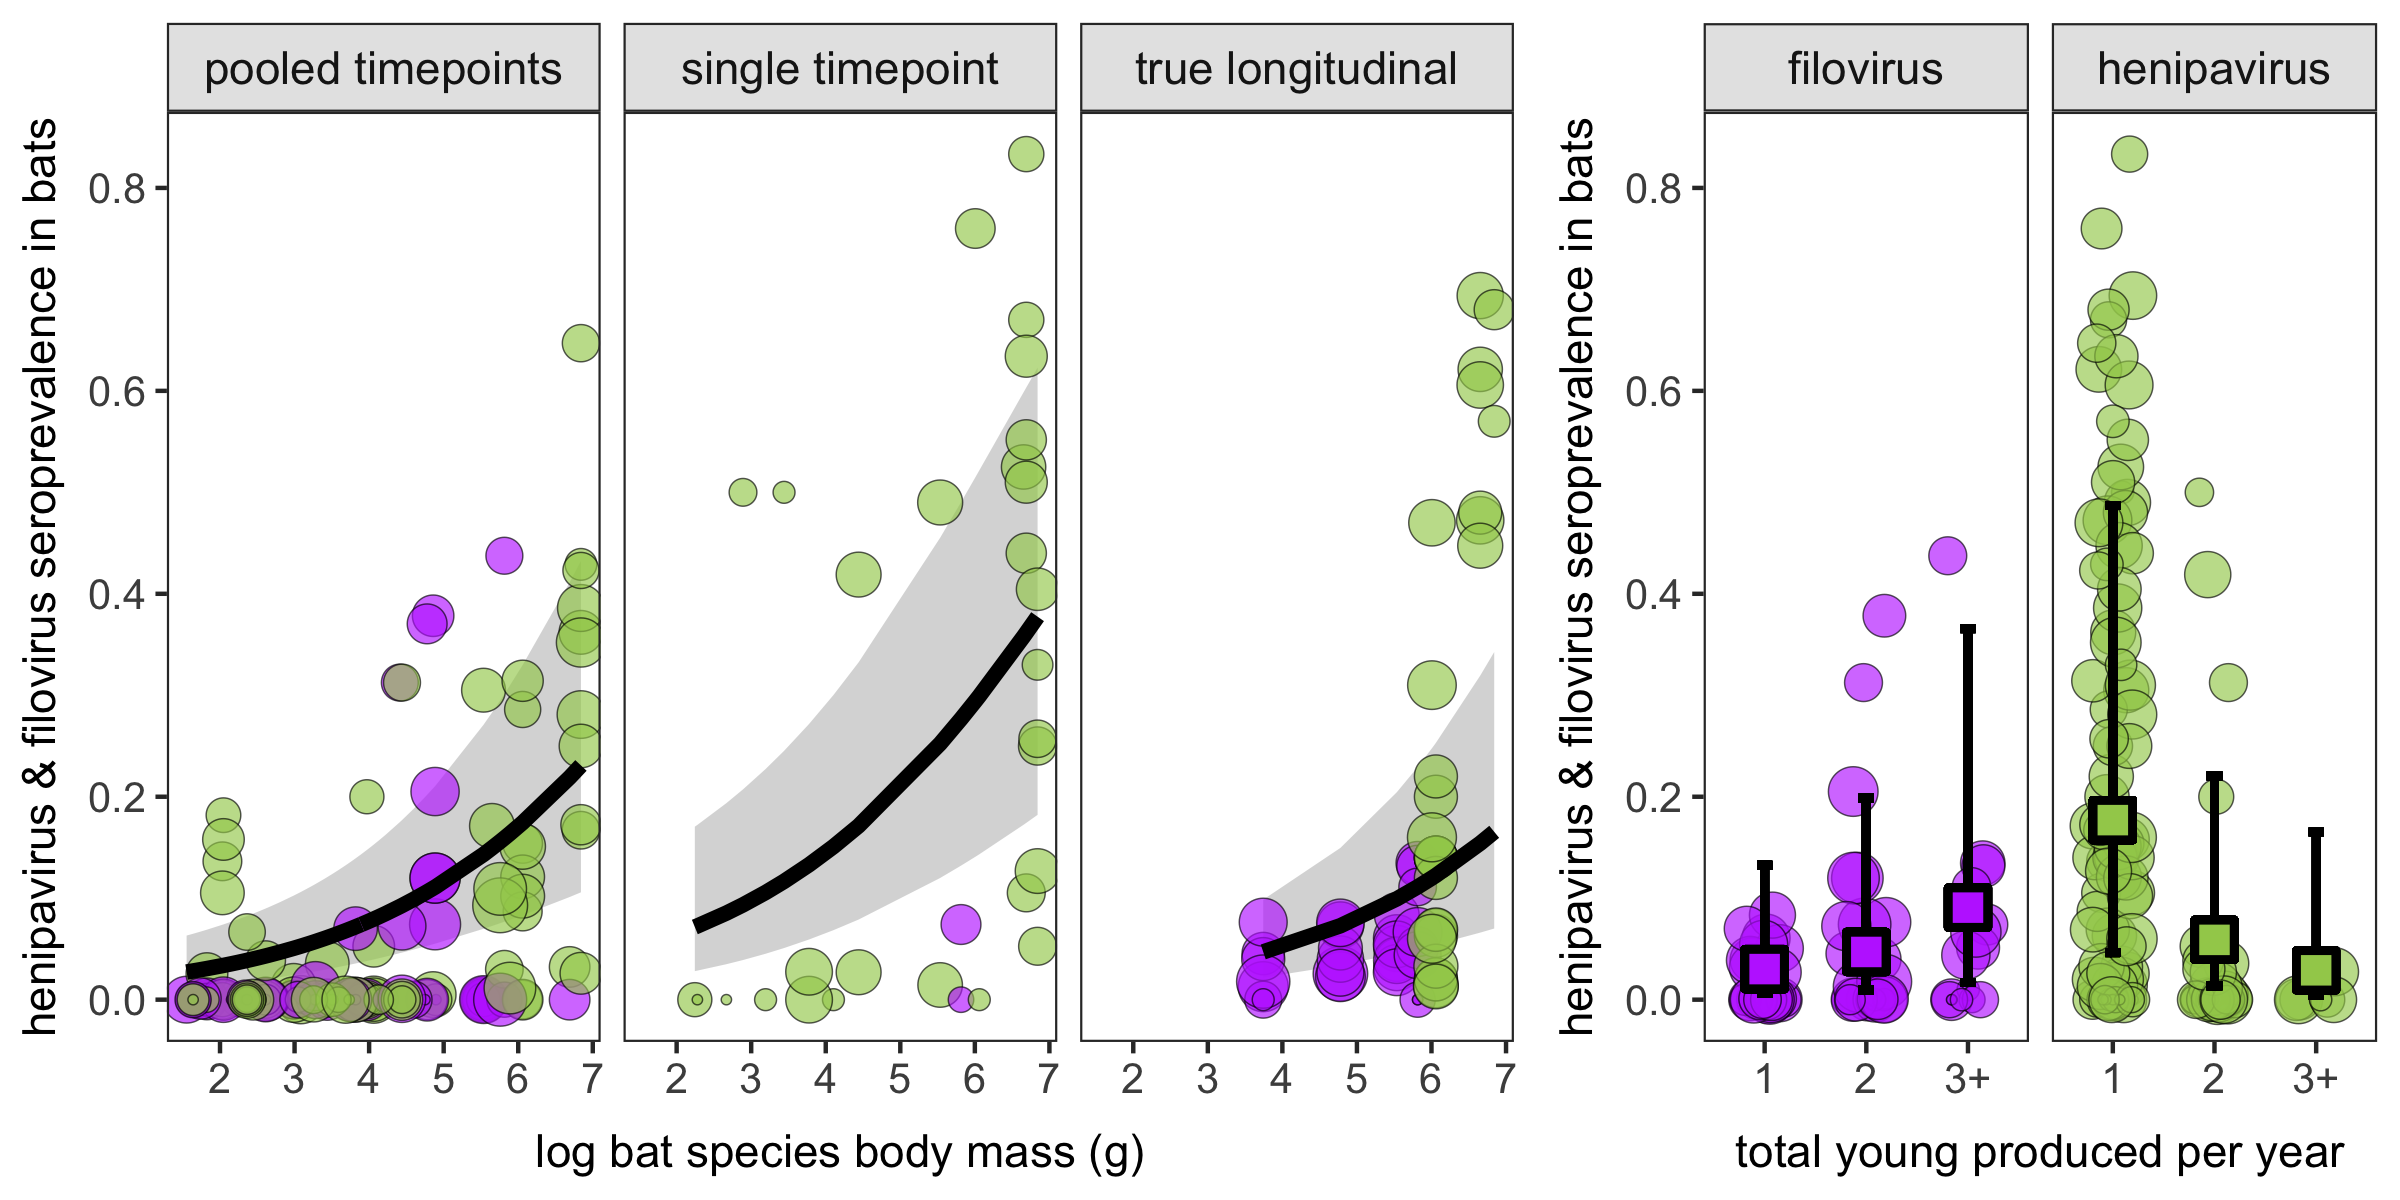 pooled timepoints
single timepoint
true longitudinal
filovirus
henipavirus
henipavirus & filovirus seroprevalence in bats
0.8
0.6
0.4
0.2
0.0
2 3 4 5 6 7
2 3 4 5 6 7
2 3 4 5 6 7
log bat species body mass (g)
henipavirus & filovirus seroprevalence in bats
0.8
0.6
0.4
0.2
0.0
1 2 3+
1 2 3+
total young produced per year